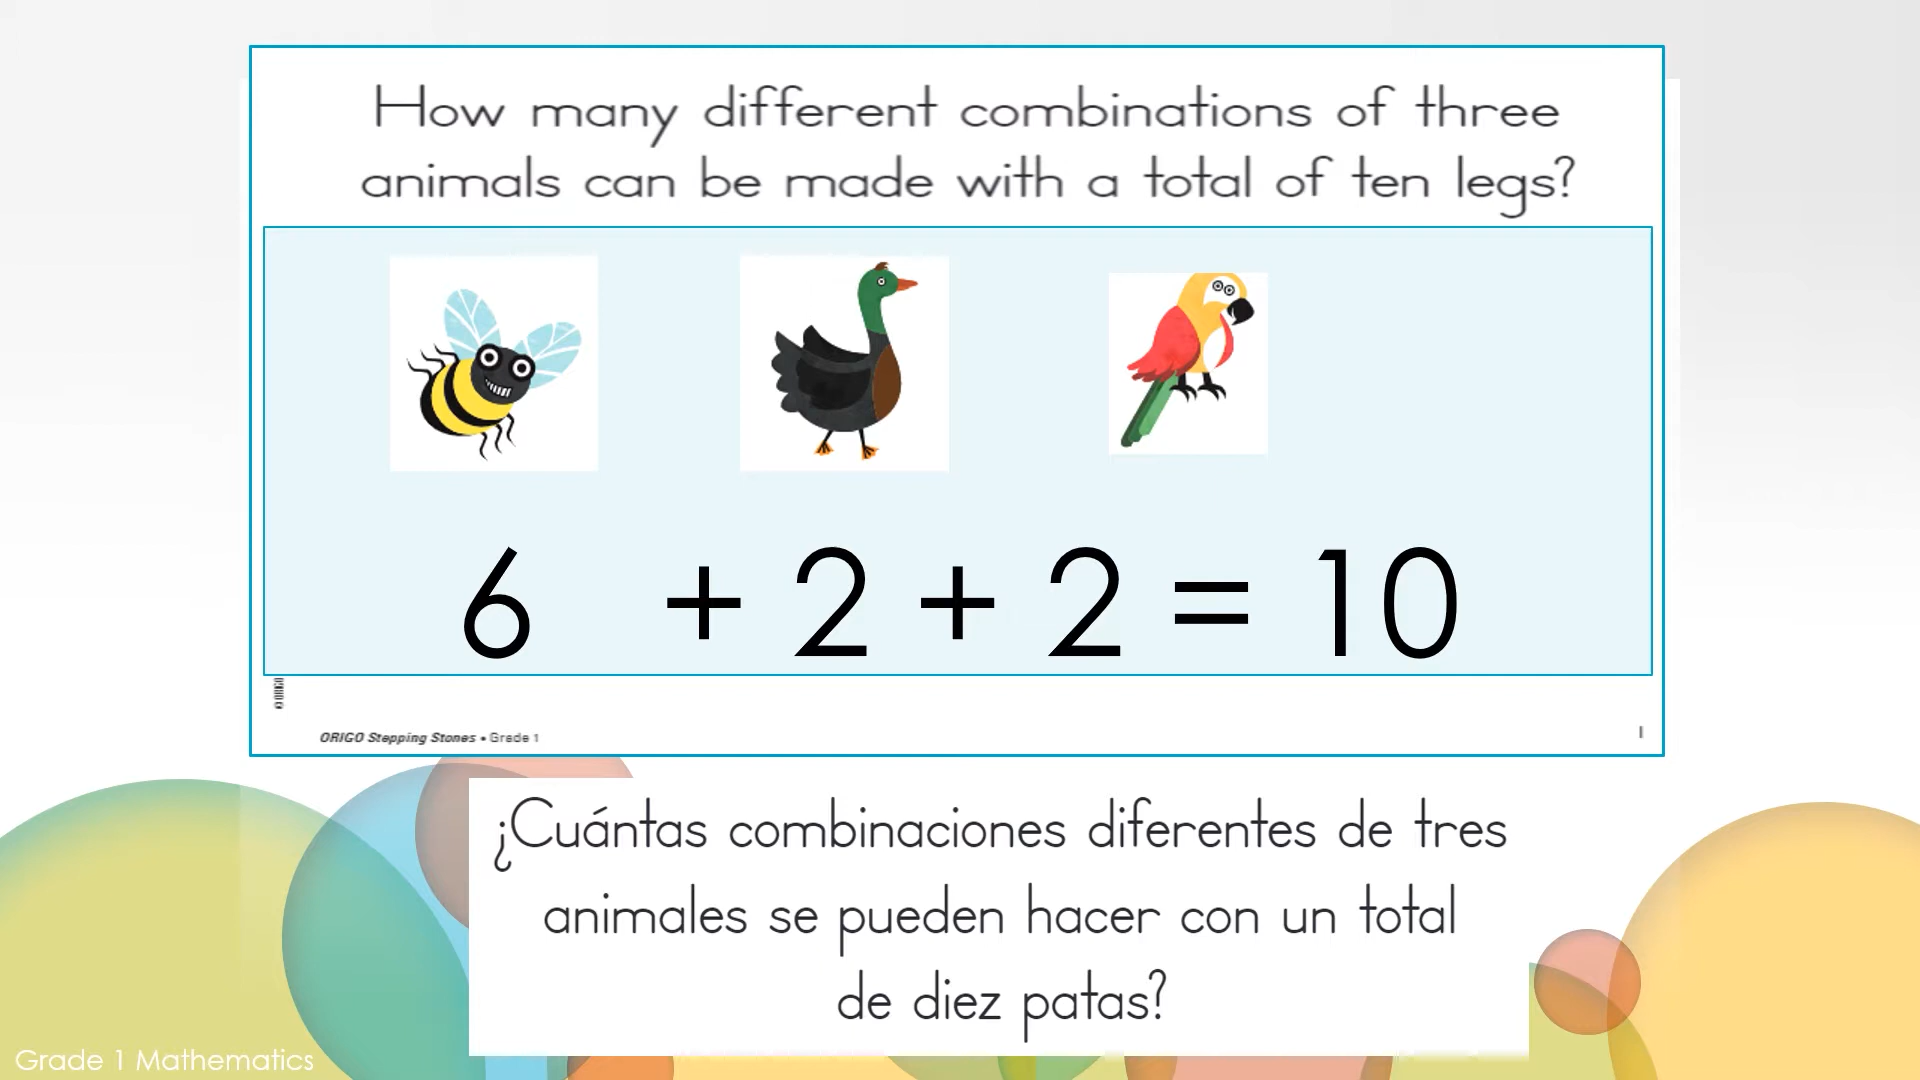 How many different combinations of three
animals can be made with a total of ten legs?
6 + 2 + 2 = 10
© ORIGO
ORIGO Stepping Stones • Grade 1
1
¿Cuántas combinaciones diferentes de tres
animales se pueden hacer con un total
de diez patas?
Grade 1 Mathematics